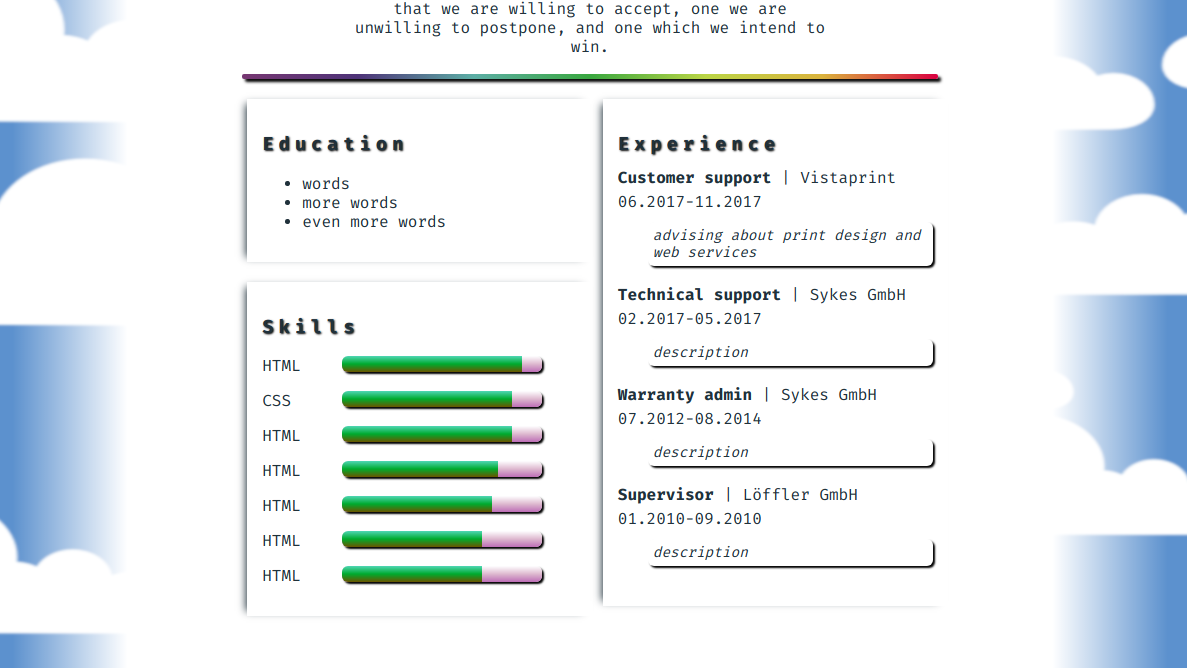 that we are willing to accept, one we are
unwilling to postpone, and one which we intend to
win.
Education
words
more words
even more words
Skills
HTML
CSS
HTML
HTML
HTML
HTML
HTML
Experience
Customer support | Vistaprint
06.2017-11.2017
advising about print design and
web services
Technical support | Sykes GmbH
02.2017-05.2017
description
Warranty admin | Sykes GmbH
07.2012-08.2014
description
Supervisor | Löffler GmbH
01.2010-09.2010
description